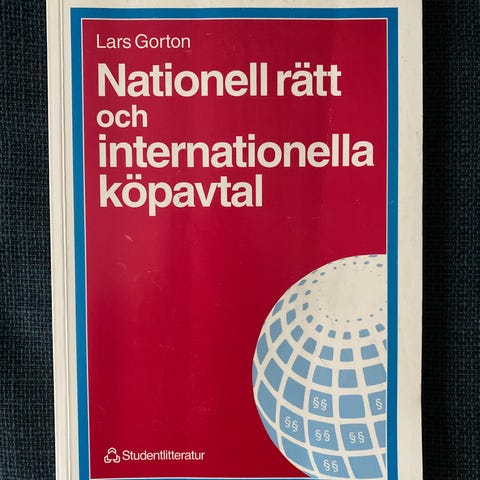 Lars Gorton
Nationell rätt
och
internationella
köpavtal
§§
§§ §§
§§ §§
§§ §§
Studentlitteratur